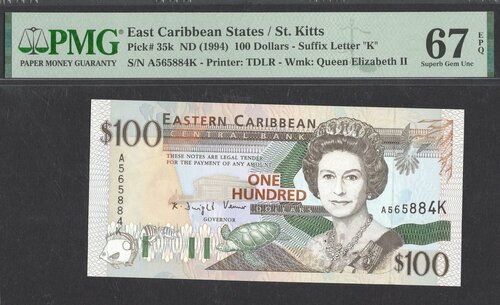 PMG
PAPER MONEY GUARANTY
East Caribbean States / St. Kitts
Pick# 35k ND (1994) 100 Dollars - Suffix Letter "K"
S/N A565884K - Printer: TDLR - Wmk: Queen Elizabeth II
67
EPQ
Superb Gem Unc
EASTERN CARIBBEAN
CENTRAL BANK
$100
THESE NOTES ARE LEGAL TENDER
FOR THE PAYMENT OF ANY AMOUNT
ONE
HUNDRED
A565884K
GOVERNOR
A565884K
$100